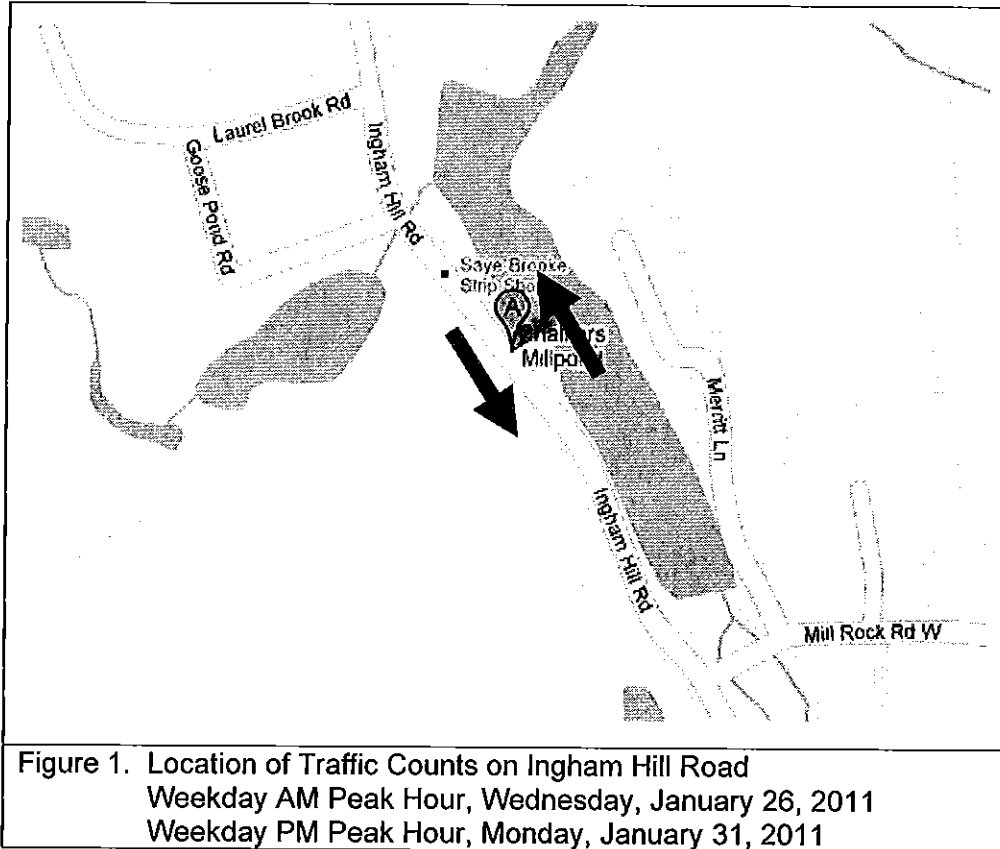 Laurel Brook Rd
Goose Pond Rd
Ingham Hill Rd
Saye Brooke
Strip
A
Millpond
Merritt Ln
Ingham Hill Rd
Mill Rock Rd W
Figure 1. Location of Traffic Counts on Ingham Hill Road
Weekday AM Peak Hour, Wednesday, January 26, 2011
Weekday PM Peak Hour, Monday, January 31, 2011